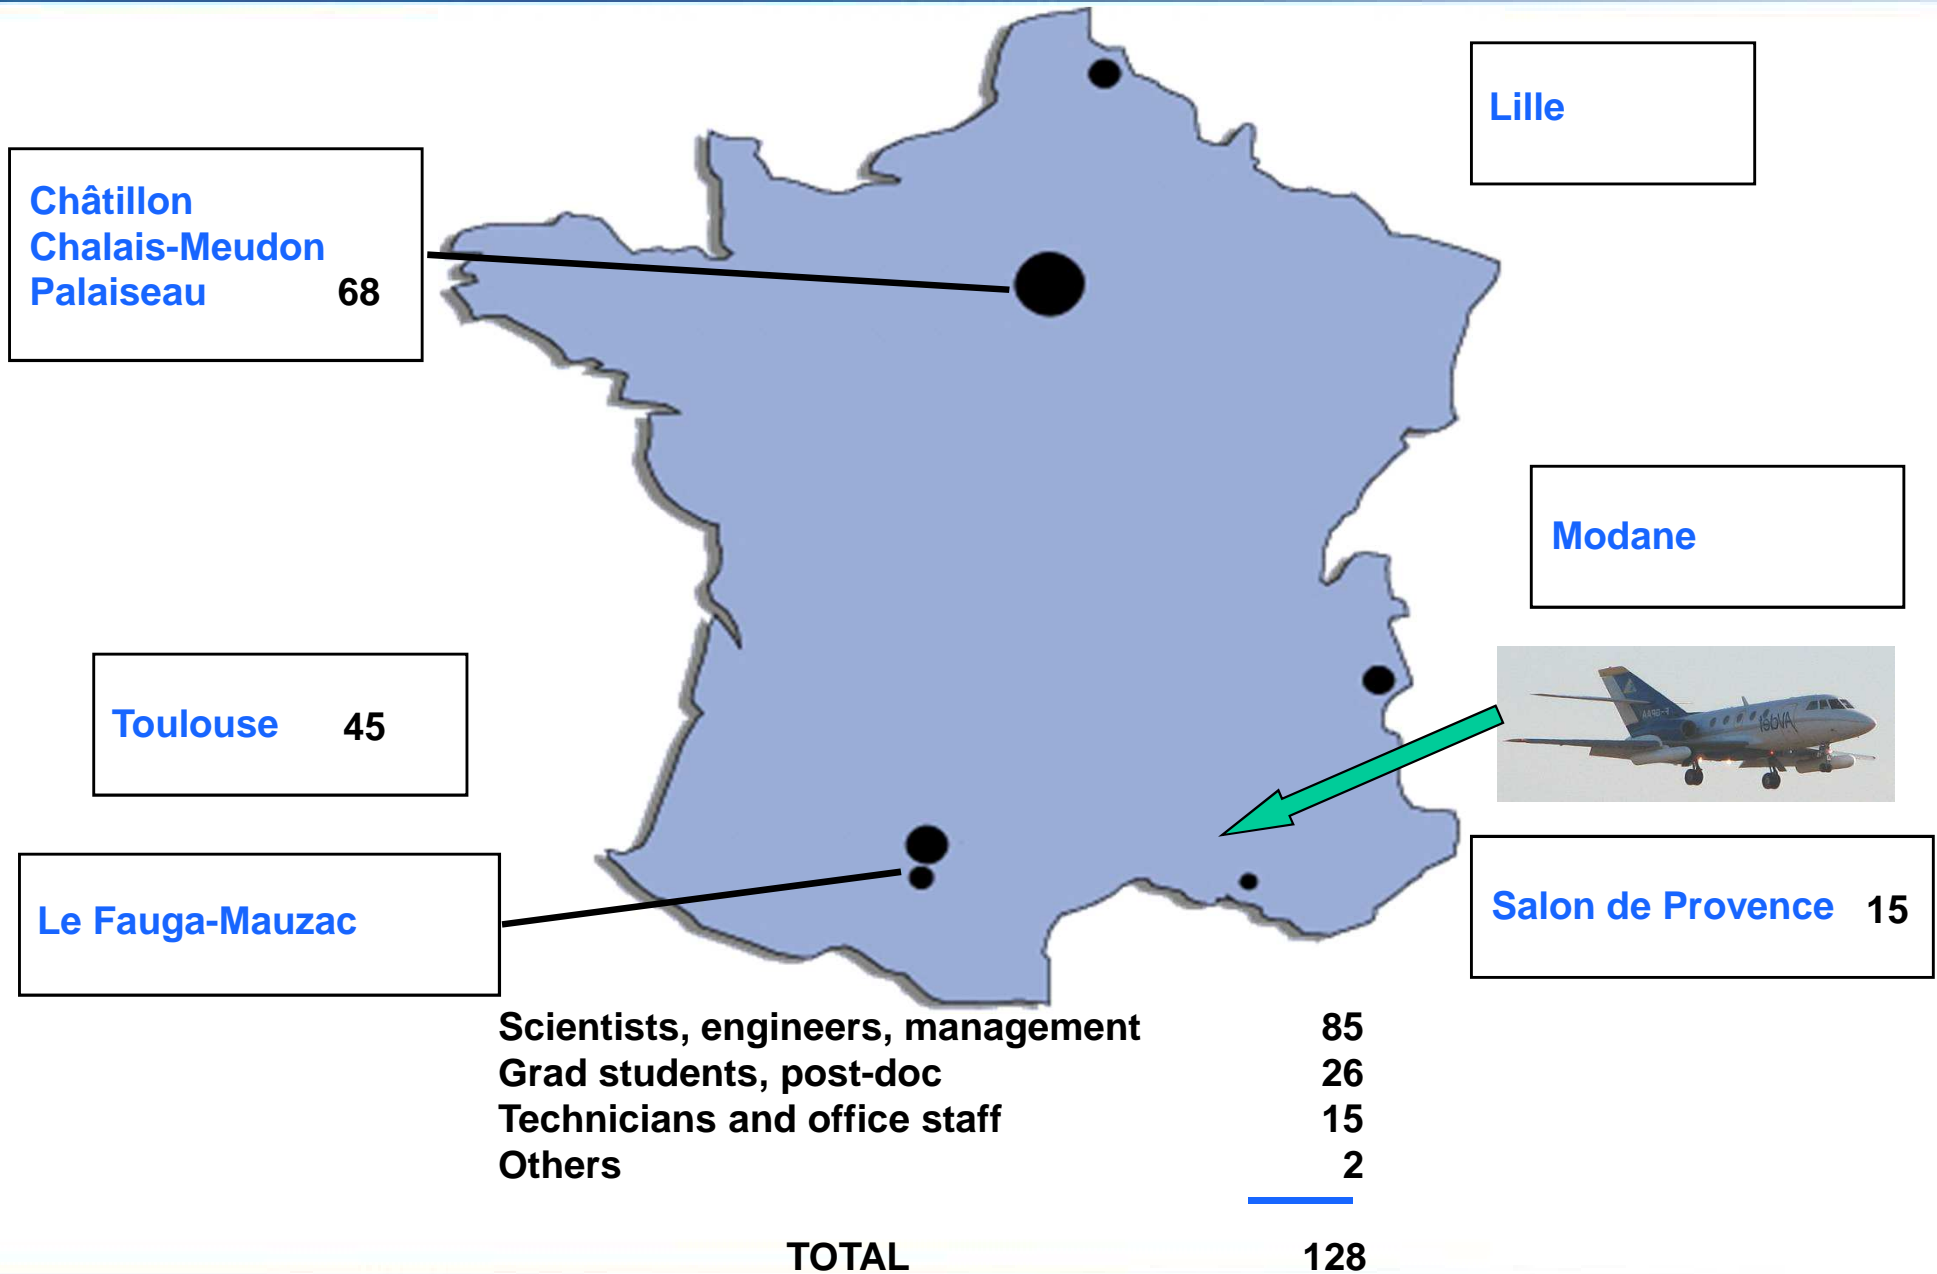 Lille
Châtillon
Chalais-Meudon
Palaiseau 68
Modane
Toulouse 45
Le Fauga-Mauzac
Salon de Provence 15
Scientists, engineers, management 85
Grad students, post-doc 26
Technicians and office staff 15
Others 2
TOTAL 128